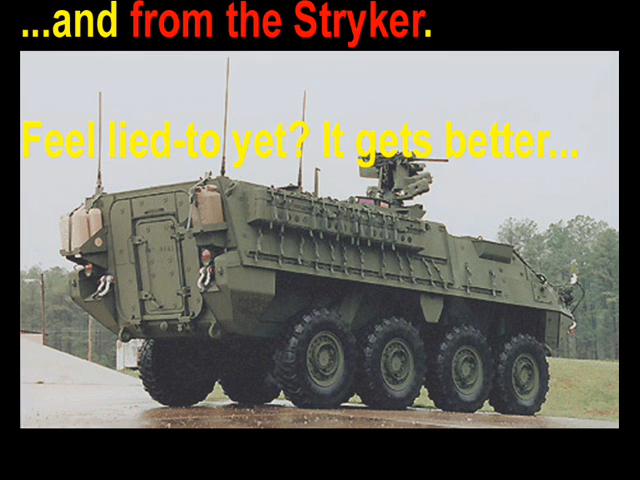 ...and from the Stryker.
Feel lied-to yet? It gets better...